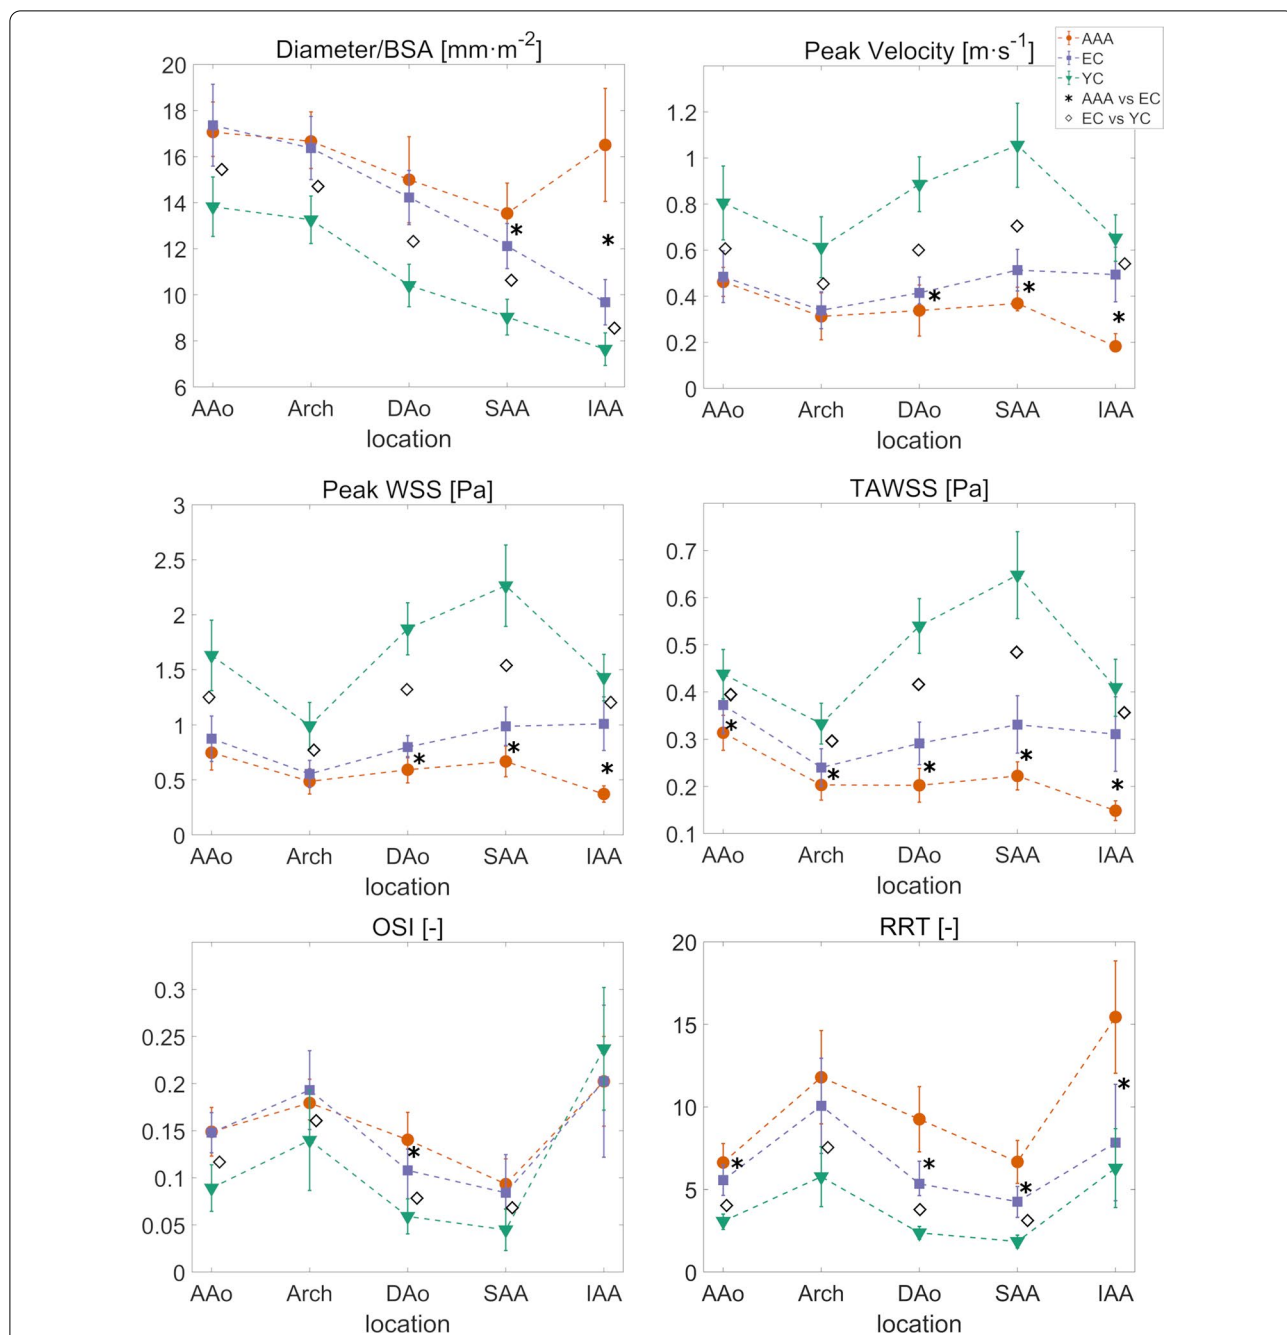 Diameter/BSA [mm·m⁻²]
20
18
16
14
12
10
8
6
AAo Arch DAo SAA IAA
location
Peak Velocity [m·s⁻¹]
AAA
EC
YC
AAA vs EC
EC vs YC
1.2
1
0.8
0.6
0.4
0.2
0
AAo Arch DAo SAA IAA
location
Peak WSS [Pa]
3
2.5
2
1.5
1
0.5
0
AAo Arch DAo SAA IAA
location
TAWSS [Pa]
0.7
0.6
0.5
0.4
0.3
0.2
0.1
AAo Arch DAo SAA IAA
location
OSI [-]
0.3
0.25
0.2
0.15
0.1
0.05
0
AAo Arch DAo SAA IAA
location
RRT [-]
20
15
10
5
0
AAo Arch DAo SAA IAA
location